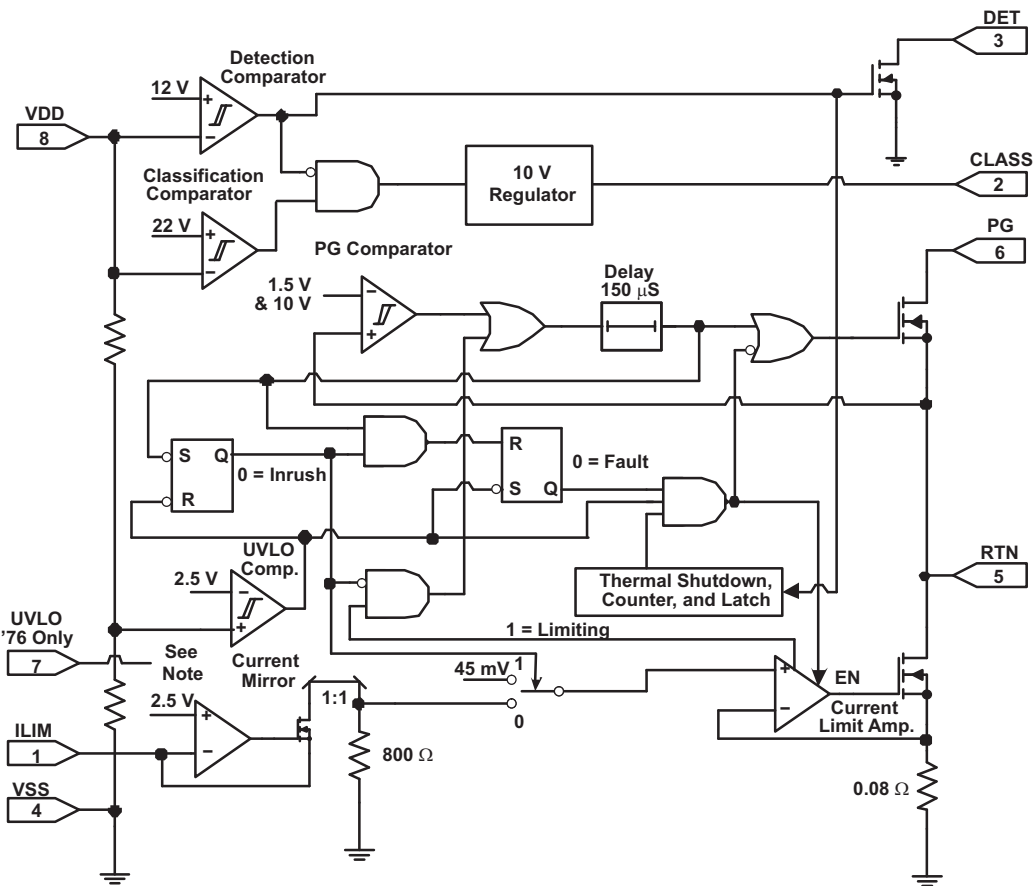 DET
3
Detection
Comparator
12 V
+
−
VDD
8
CLASS
2
10 V
Regulator
Classification
Comparator
22 V
+
−
PG Comparator
PG
6
1.5 V
& 10 V
−
+
Delay
150 μS
S Q
R
0 = Inrush
R
S Q
0 = Fault
UVLO
Comp.
2.5 V
−
+
Thermal Shutdown,
Counter, and Latch
RTN
5
UVLO
'76 Only
7
See
Note
Current
Mirror
1 = Limiting
45 mV
1
0
1:1
2.5 V
+
−
ILIM
1
800 Ω
+
−
EN
Current
Limit Amp.
VSS
4
0.08 Ω